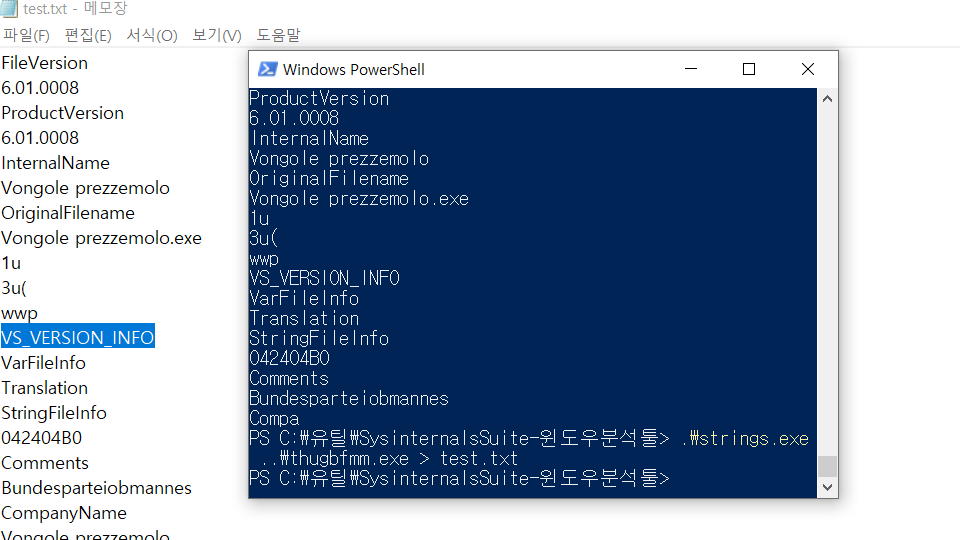 test.txt - 메모장
파일(F) 편집(E) 서식(O) 보기(V) 도움말
FileVersion
6.01.0008
ProductVersion
6.01.0008
InternalName
Vongole prezzemolo
OriginalFilename
Vongole prezzemolo.exe
1u
3u(
wwp
VS_VERSION_INFO
VarFileInfo
Translation
StringFileInfo
042404B0
Comments
Bundesparteiobmannes
CompanyName
Vongole prezzemolo
Windows PowerShell
ProductVersion
6.01.0008
InternalName
Vongole prezzemolo
OriginalFilename
Vongole prezzemolo.exe
1u
3u(
wwp
VS_VERSION_INFO
VarFileInfo
Translation
StringFileInfo
042404B0
Comments
Bundesparteiobmannes
Compa
PS C:\유틸\SysinternalsSuite-윈도우분석툴> .\strings.exe
..\thugbfmm.exe > test.txt
PS C:\유틸\SysinternalsSuite-윈도우분석툴>